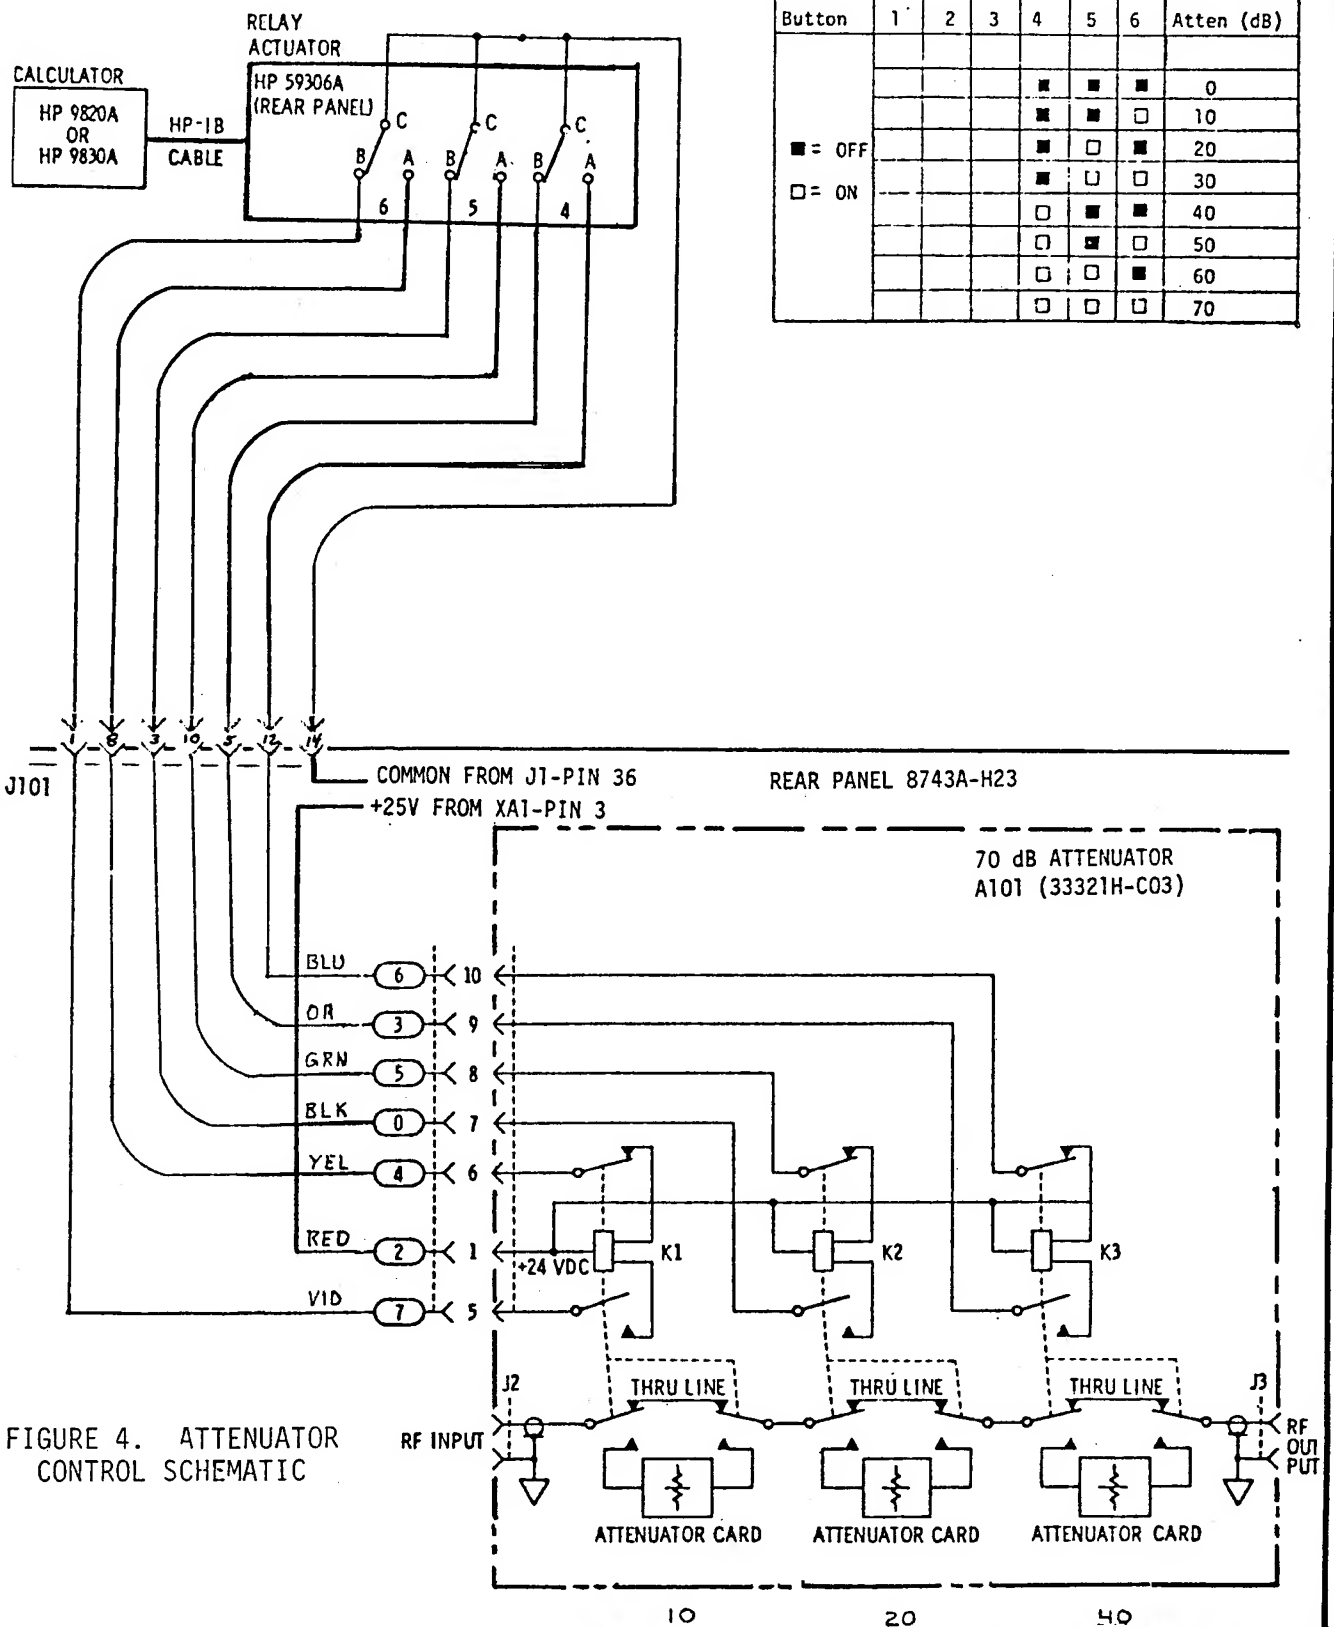 RELAY
ACTUATOR
CALCULATOR
HP 9820A
OR
HP 9830A
HP-IB
CABLE
HP 59306A
(REAR PANEL)
C C C
B A B A B A
6 5 4
Button 1 2 3 4 5 6 Atten (dB)
■ ■ ■ 0
■ ■ □ 10
■ □ ■ 20
■ □ □ 30
□ ■ ■ 40
□ ■ □ 50
□ □ ■ 60
□ □ □ 70
■ = OFF
□ = ON
1 8 3 10 5 12 14
J101
COMMON FROM J1-PIN 36
+25V FROM XA1-PIN 3
REAR PANEL 8743A-H23
70 dB ATTENUATOR
A101 (33321H-C03)
BLU 6 10
OR 3 9
GRN 5 8
BLK 0 7
YEL 4 6
RED 2 1
+24 VDC
K1 K2 K3
VIO 7 5
J2 THRU LINE THRU LINE THRU LINE J3
RF INPUT
RF
OUT
PUT
ATTENUATOR CARD ATTENUATOR CARD ATTENUATOR CARD
10 20 40
FIGURE 4. ATTENUATOR
CONTROL SCHEMATIC